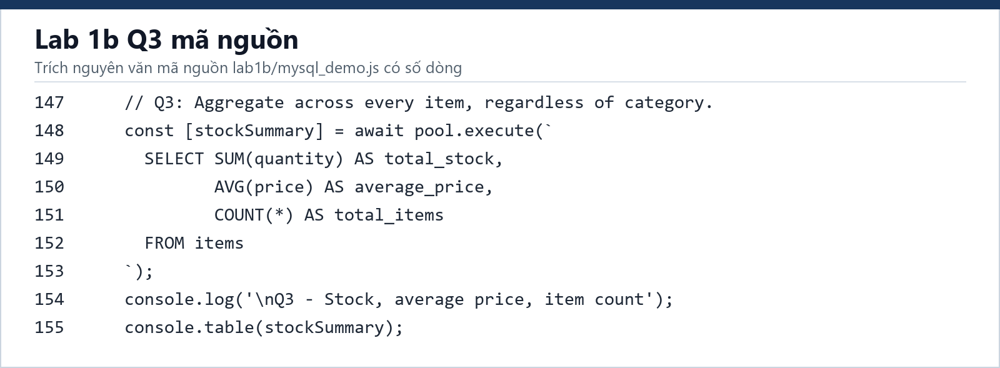 Lab 1b Q3 mã nguồn
Trích nguyên văn mã nguồn lab1b/mysql_demo.js có số dòng
147      // Q3: Aggregate across every item, regardless of category.
148      const [stockSummary] = await pool.execute(`
149        SELECT SUM(quantity) AS total_stock,
150               AVG(price) AS average_price,
151               COUNT(*) AS total_items
152        FROM items
153      `);
154      console.log('\nQ3 - Stock, average price, item count');
155      console.table(stockSummary);